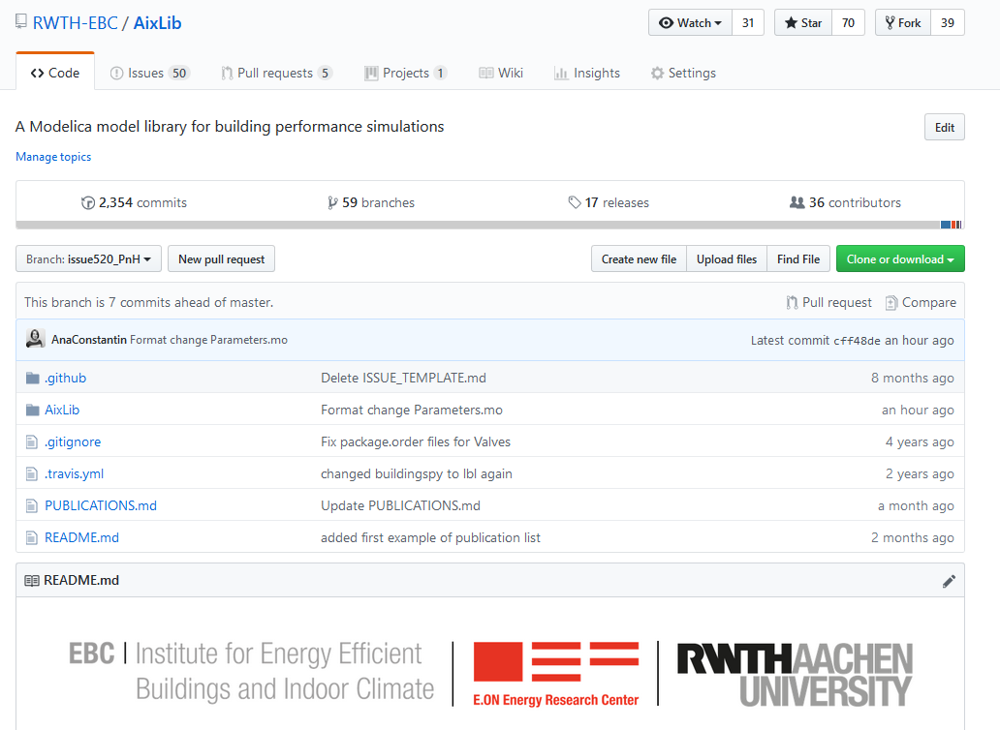 RWTH-EBC / AixLib
Watch 31 Star 70 Fork 39
Code Issues 50 Pull requests 5 Projects 1 Wiki Insights Settings
A Modelica model library for building performance simulations Edit
Manage topics
2,354 commits 59 branches 17 releases 36 contributors
Branch: issue520_PnH New pull request Create new file Upload files Find File Clone or download
This branch is 7 commits ahead of master. Pull request Compare
AnaConstantin Format change Parameters.mo Latest commit cff48de an hour ago
.github Delete ISSUE_TEMPLATE.md 8 months ago
AixLib Format change Parameters.mo an hour ago
.gitignore Fix package.order files for Valves 4 years ago
.travis.yml changed buildingspy to lbl again 2 years ago
PUBLICATIONS.md Update PUBLICATIONS.md a month ago
README.md added first example of publication list 2 months ago
README.md
EBC | Institute for Energy Efficient
Buildings and Indoor Climate
E.ON Energy Research Center
RWTHAACHEN
UNIVERSITY